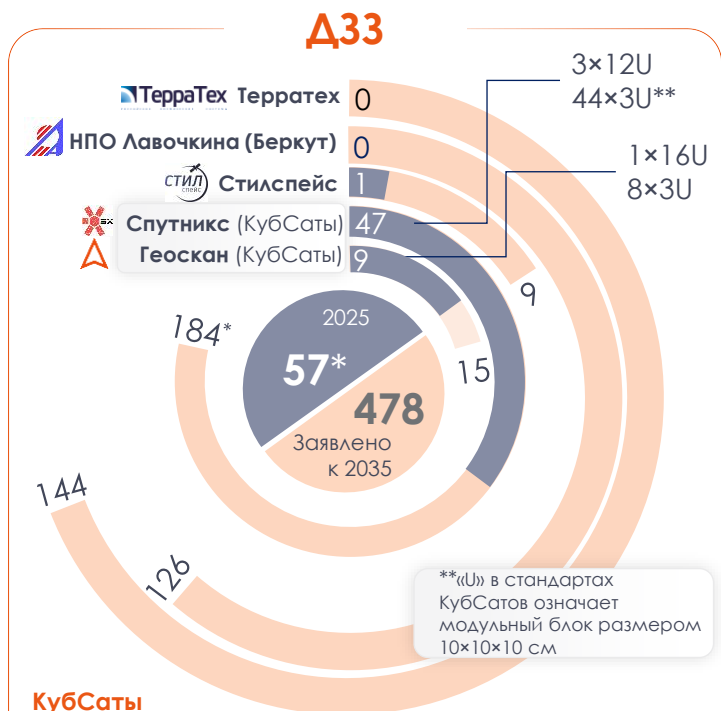 ДЗЗ
ТерраТех Терратех 0
НПО Лавочкина (Беркут) 0
СТИЛ
спейс
Стилспейс 1
Спутникс (КубСаты) 47
Геоскан (КубСаты) 9
3×12U
44×3U**
1×16U
8×3U
9
15
184*
144
126
2025
57*
478
Заявлено
к 2035
**«U» в стандартах
КубСатов означает
модульный блок размером
10×10×10 см
КубСаты